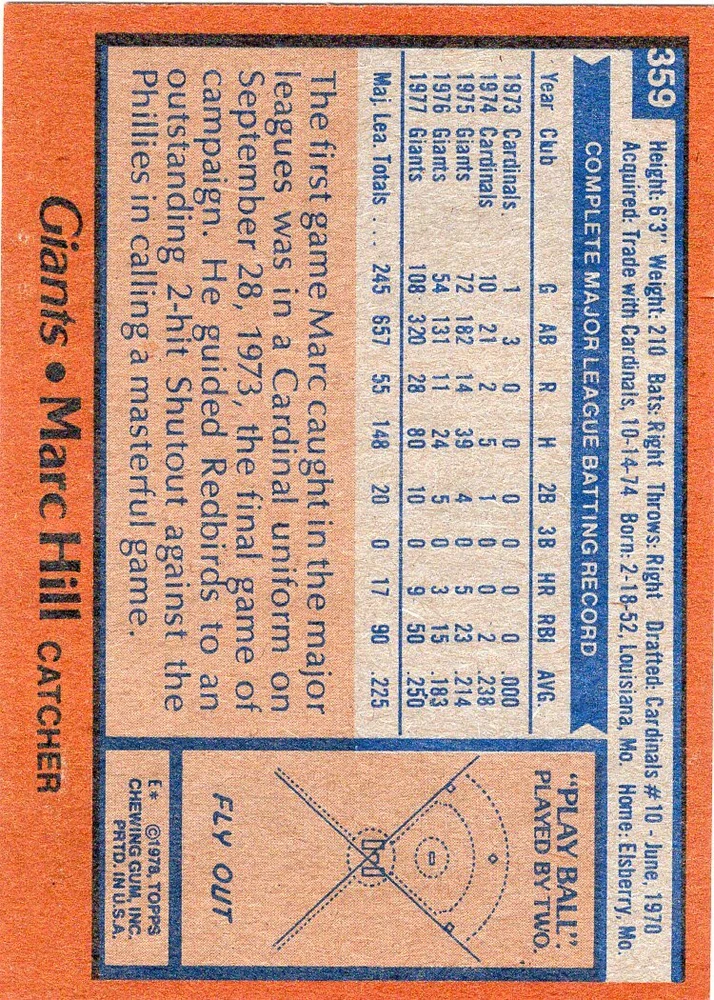 359
Height: 6'3" Weight: 210 Bats: Right Throws: Right Drafted: Cardinals #10 - June, 1970
Acquired: Trade with Cardinals, 10-14-74 Born: 2-18-52, Louisiana, Mo. Home: Elsberry, Mo.
COMPLETE MAJOR LEAGUE BATTING RECORD
Year Club G AB R H 2B 3B HR RBI AVG.
1973 Cardinals. 1 3 0 0 0 0 0 0 .000
1974 Cardinals 10 21 2 5 1 0 0 2 .238
1975 Giants 72 182 14 39 4 0 5 23 .214
1976 Giants 54 131 11 24 5 0 3 15 .183
1977 Giants 108 320 28 80 10 0 9 50 .250
Maj. Lea. Totals ... 245 657 55 148 20 0 17 90 .225
The first game Marc caught in the major
leagues was in a Cardinal uniform on
September 28, 1973, the final game of
campaign. He guided Redbirds to an
outstanding 2-hit Shutout against the
Phillies in calling a masterful game.
"PLAY BALL".
PLAYED BY TWO.
FLY OUT
E* ©1978, TOPPS
CHEWING GUM, INC.
PRTD. IN U.S.A.
Giants • Marc Hill CATCHER